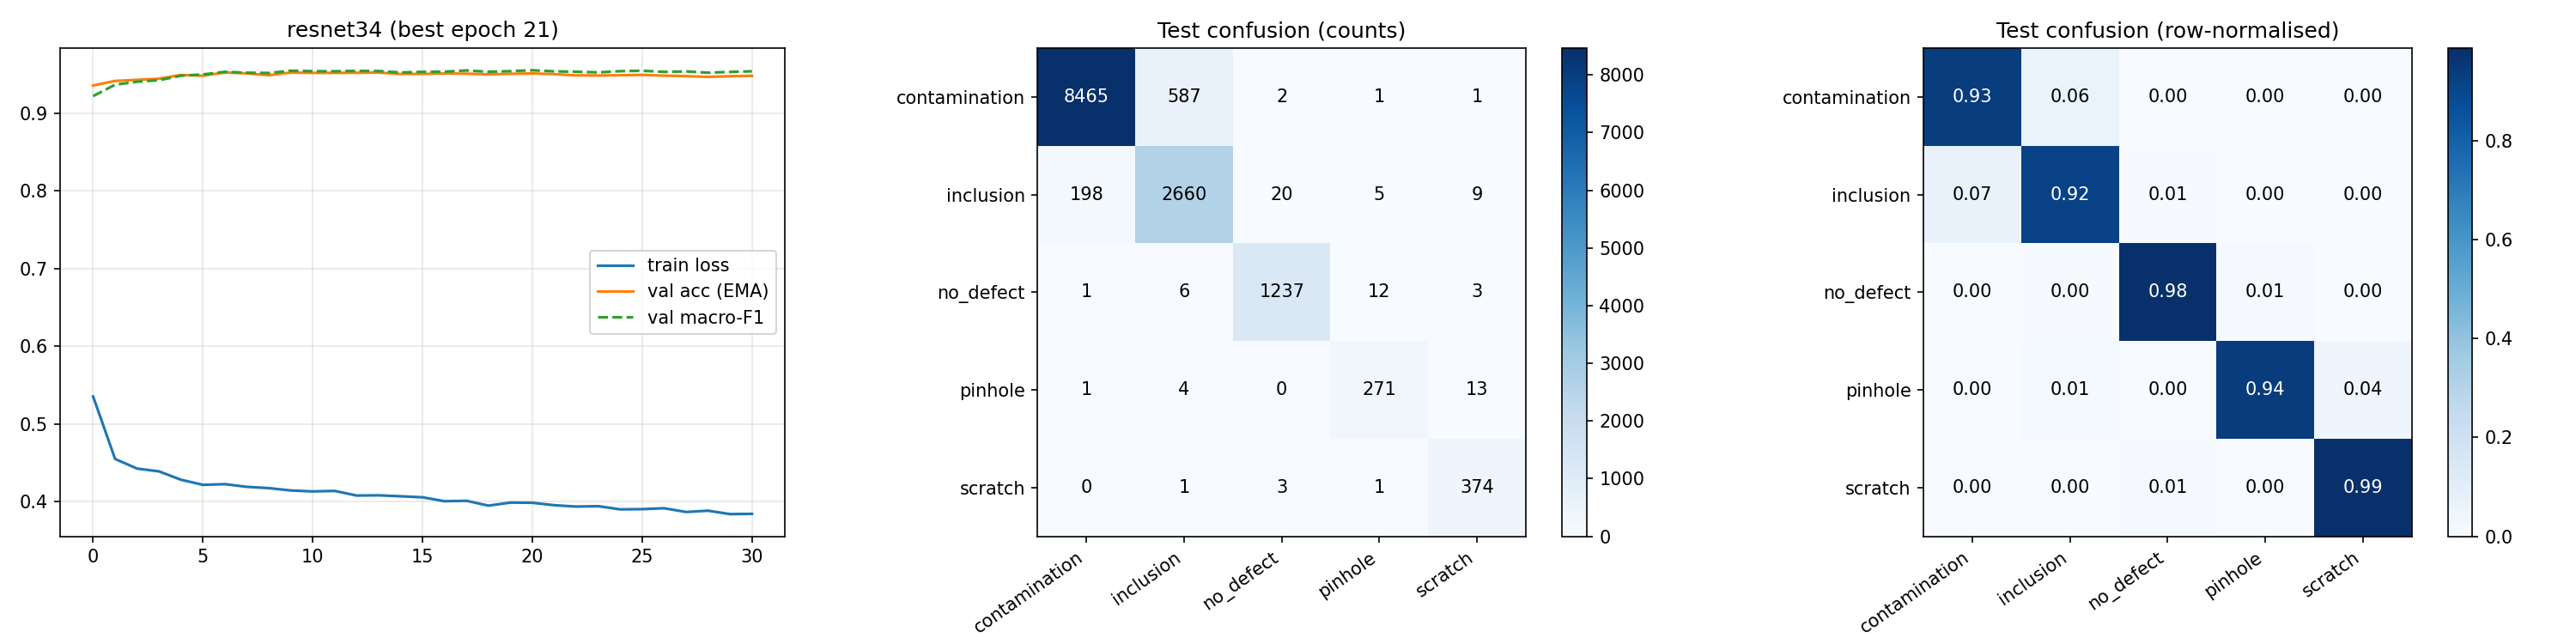 resnet34 (best epoch 21)
0.9
0.8
0.7
0.6
0.5
0.4
0 5 10 15 20 25 30
train loss
val acc (EMA)
val macro-F1
Test confusion (counts)
contamination 8465 587 2 1 1
inclusion 198 2660 20 5 9
no_defect 1 6 1237 12 3
pinhole 1 4 0 271 13
scratch 0 1 3 1 374
contamination inclusion no_defect pinhole scratch
8000
7000
6000
5000
4000
3000
2000
1000
0
Test confusion (row-normalised)
contamination 0.93 0.06 0.00 0.00 0.00
inclusion 0.07 0.92 0.01 0.00 0.00
no_defect 0.00 0.00 0.98 0.01 0.00
pinhole 0.00 0.01 0.00 0.94 0.04
scratch 0.00 0.00 0.01 0.00 0.99
contamination inclusion no_defect pinhole scratch
0.8
0.6
0.4
0.2
0.0